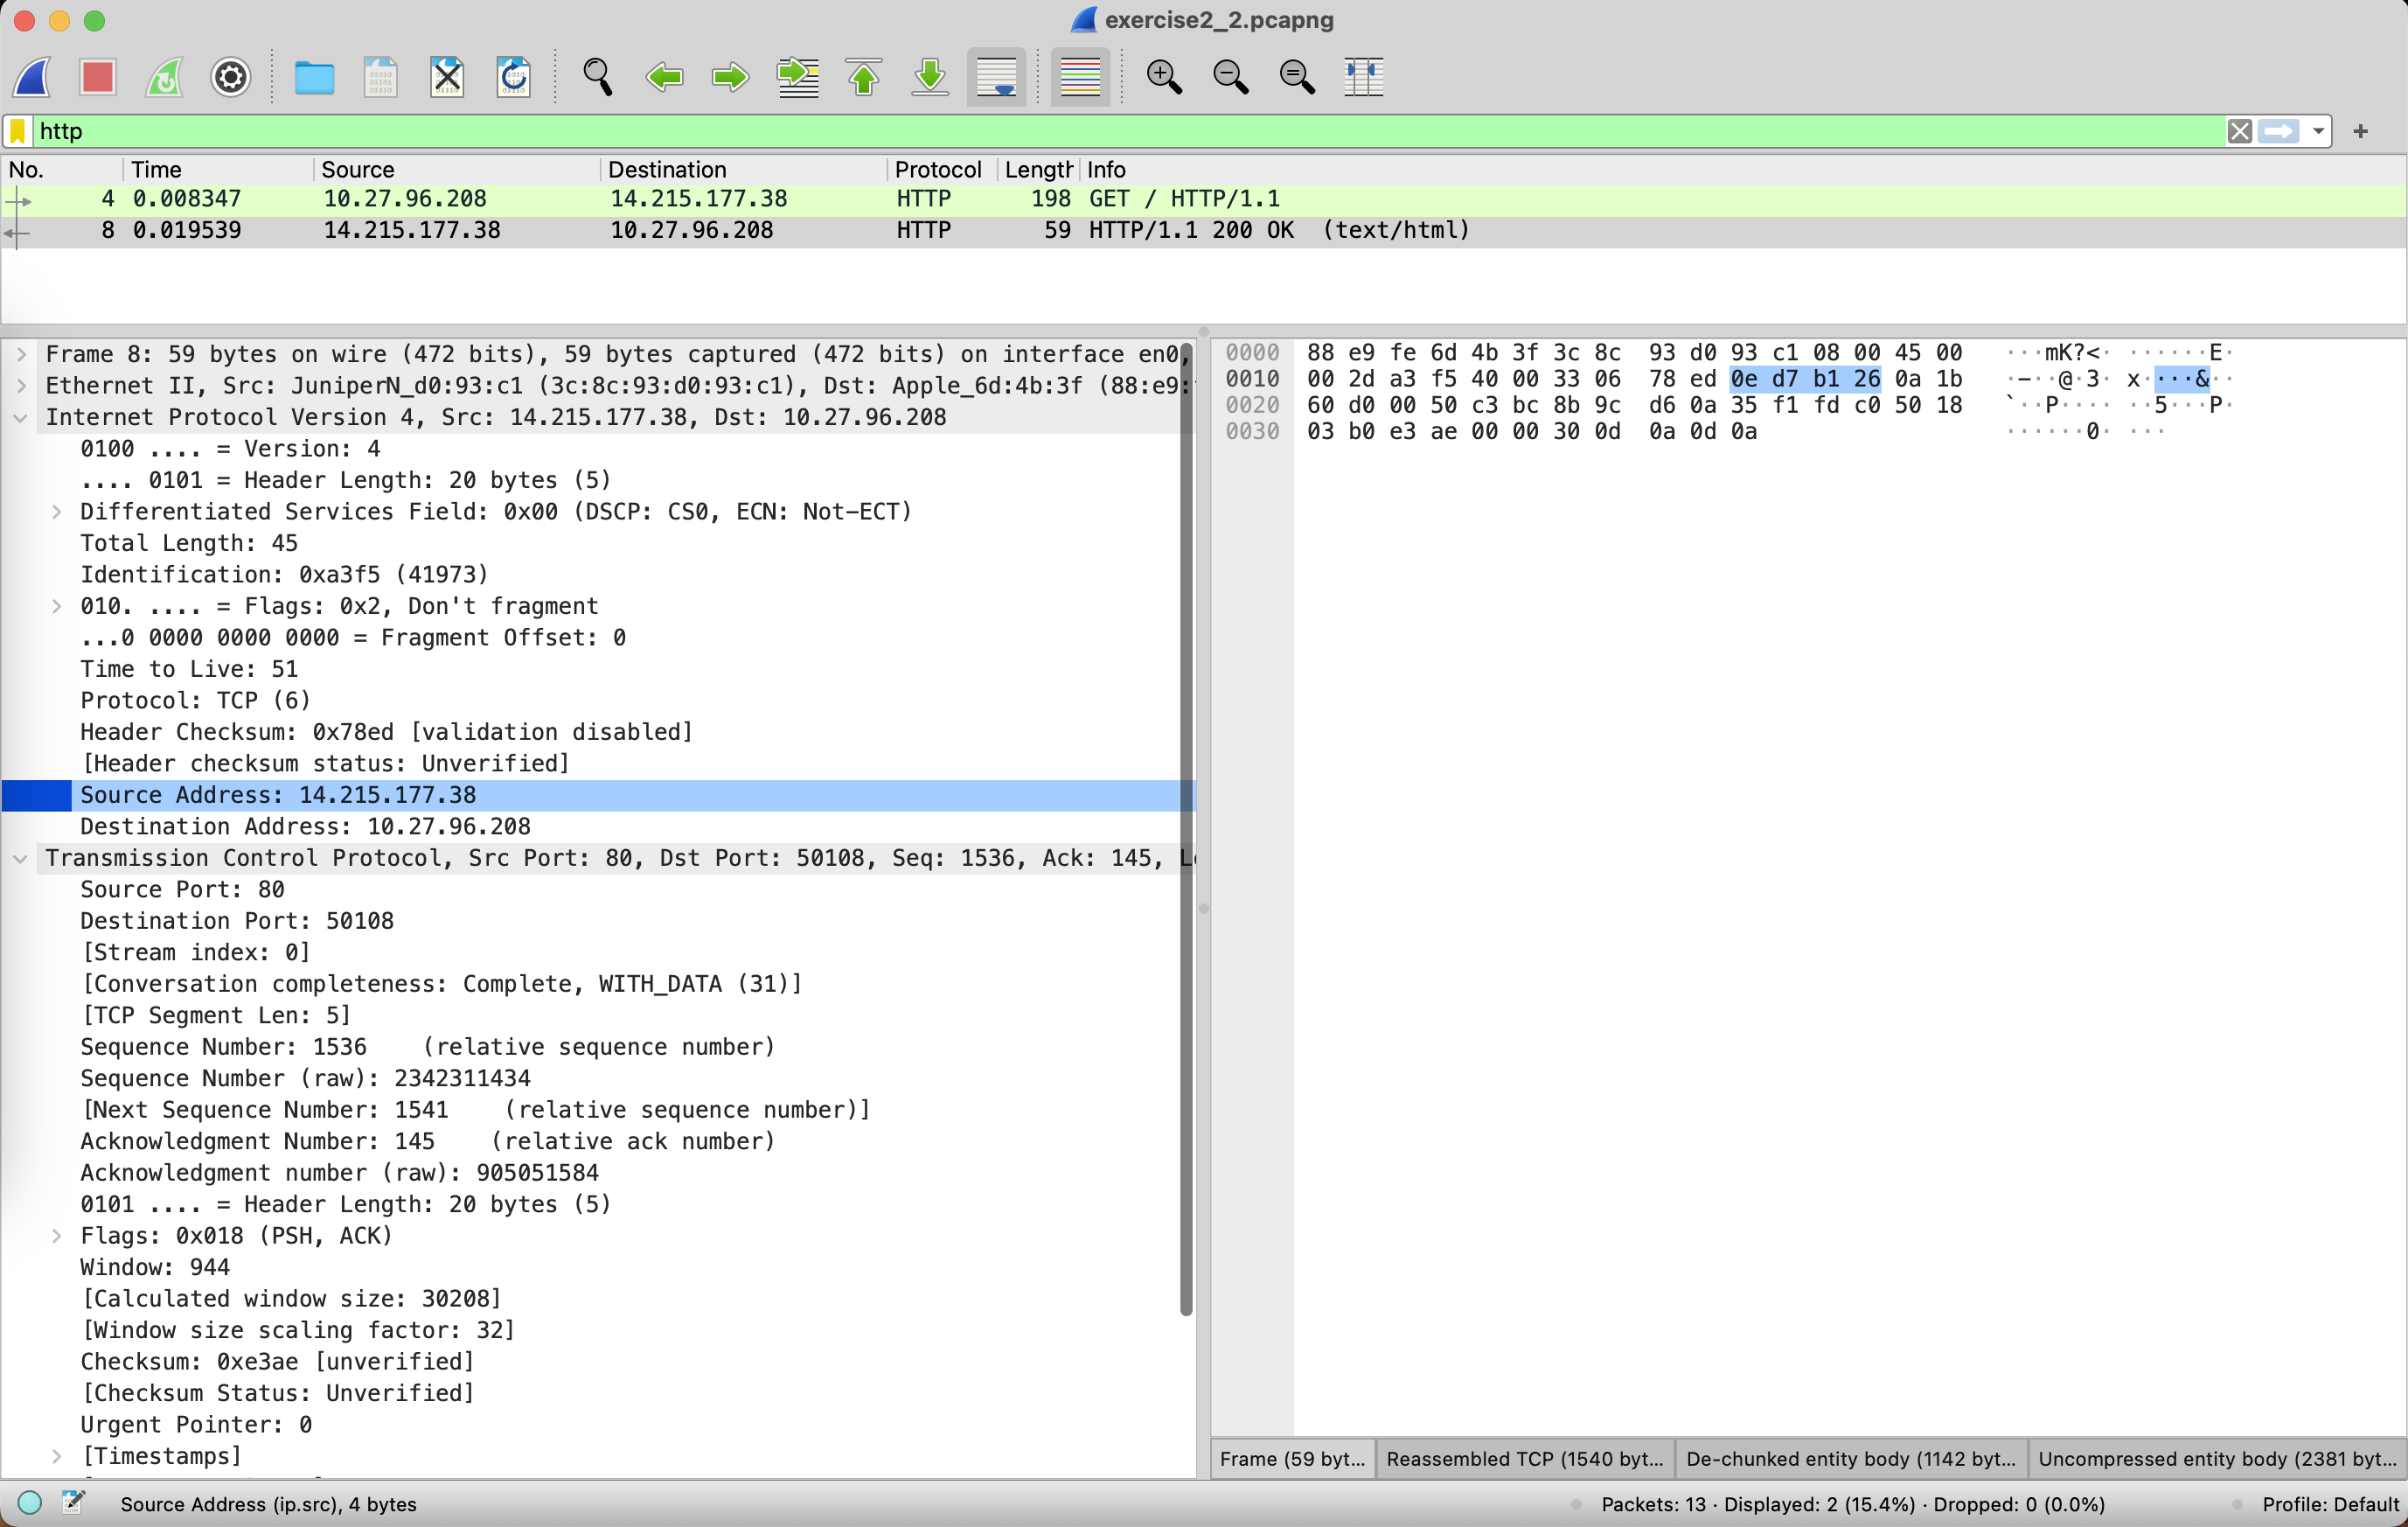 exercise2_2.pcapng
http
No. Time Source Destination Protocol Length Info
4 0.008347 10.27.96.208 14.215.177.38 HTTP 198 GET / HTTP/1.1
8 0.019539 14.215.177.38 10.27.96.208 HTTP 59 HTTP/1.1 200 OK  (text/html)
Frame 8: 59 bytes on wire (472 bits), 59 bytes captured (472 bits) on interface en0,
Ethernet II, Src: JuniperN_d0:93:c1 (3c:8c:93:d0:93:c1), Dst: Apple_6d:4b:3f (88:e9:
Internet Protocol Version 4, Src: 14.215.177.38, Dst: 10.27.96.208
0100 .... = Version: 4
.... 0101 = Header Length: 20 bytes (5)
Differentiated Services Field: 0x00 (DSCP: CS0, ECN: Not-ECT)
Total Length: 45
Identification: 0xa3f5 (41973)
010. .... = Flags: 0x2, Don't fragment
...0 0000 0000 0000 = Fragment Offset: 0
Time to Live: 51
Protocol: TCP (6)
Header Checksum: 0x78ed [validation disabled]
[Header checksum status: Unverified]
Source Address: 14.215.177.38
Destination Address: 10.27.96.208
Transmission Control Protocol, Src Port: 80, Dst Port: 50108, Seq: 1536, Ack: 145,
Source Port: 80
Destination Port: 50108
[Stream index: 0]
[Conversation completeness: Complete, WITH_DATA (31)]
[TCP Segment Len: 5]
Sequence Number: 1536    (relative sequence number)
Sequence Number (raw): 2342311434
[Next Sequence Number: 1541    (relative sequence number)]
Acknowledgment Number: 145    (relative ack number)
Acknowledgment number (raw): 905051584
0101 .... = Header Length: 20 bytes (5)
Flags: 0x018 (PSH, ACK)
Window: 944
[Calculated window size: 30208]
[Window size scaling factor: 32]
Checksum: 0xe3ae [unverified]
[Checksum Status: Unverified]
Urgent Pointer: 0
[Timestamps]
0000 88 e9 fe 6d 4b 3f 3c 8c 93 d0 93 c1 08 00 45 00 ···mK?<· ······E·
0010 00 2d a3 f5 40 00 33 06 78 ed 0e d7 b1 26 0a 1b ·-··@·3· x····&··
0020 60 d0 00 50 c3 bc 8b 9c d6 0a 35 f1 fd c0 50 18 `··P···· ··5···P·
0030 03 b0 e3 ae 00 00 30 0d 0a 0d 0a ······0· ···
Frame (59 byt... Reassembled TCP (1540 byt... De-chunked entity body (1142 byt... Uncompressed entity body (2381 byt...
Source Address (ip.src), 4 bytes
Packets: 13 · Displayed: 2 (15.4%) · Dropped: 0 (0.0%)
Profile: Default